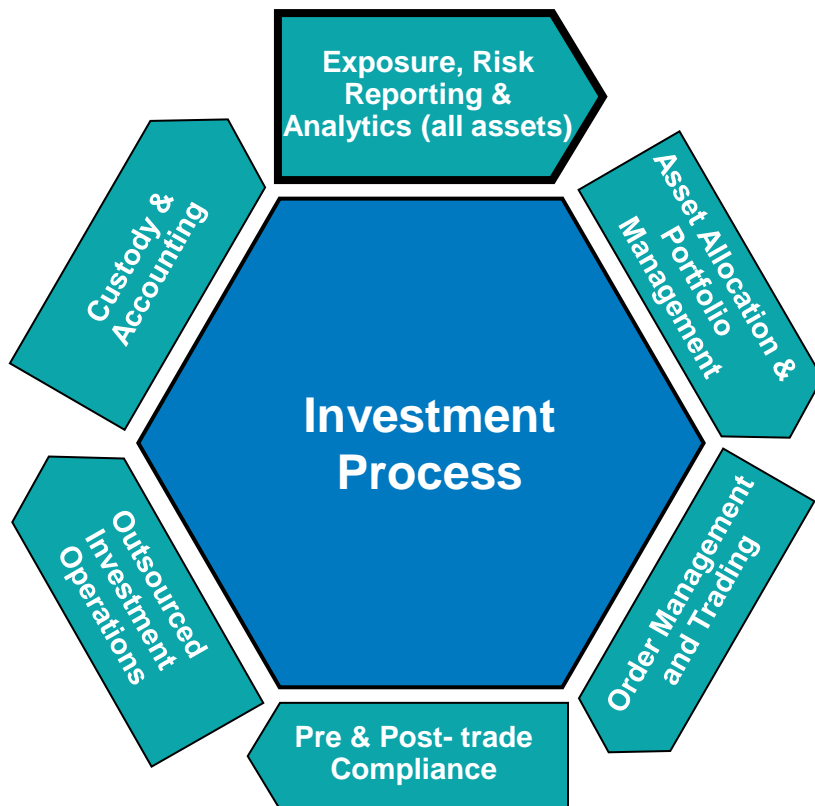 Exposure, Risk
Reporting &
Analytics (all assets)
Asset Allocation &
Portfolio
Management
Order Management
and Trading
Pre & Post- trade
Compliance
Outsourced
Investment
Operations
Custody &
Accounting
Investment
Process